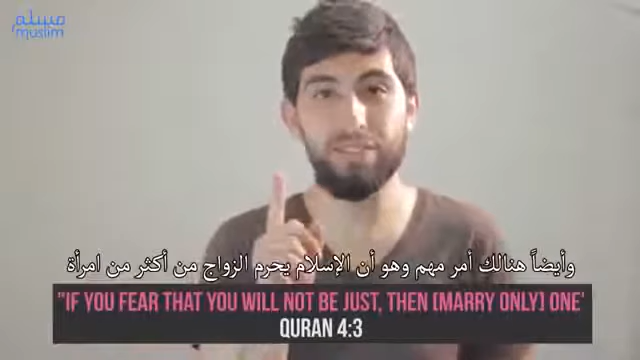 muslim
وأيضاً هنالك أمر مهم وهو أن الإسلام يحرم الزواج من أكثر من امرأة
"IF YOU FEAR THAT YOU WILL NOT BE JUST, THEN [MARRY ONLY] ONE'
QURAN 4:3